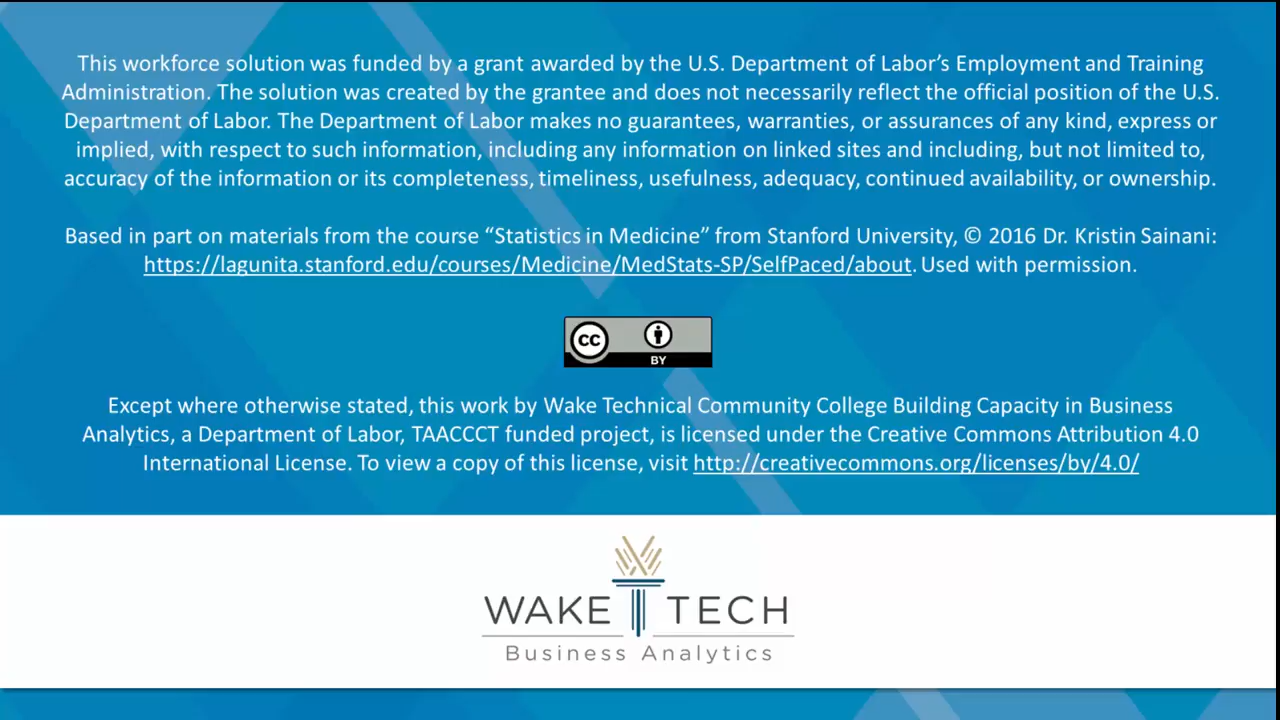 This workforce solution was funded by a grant awarded by the U.S. Department of Labor’s Employment and Training
Administration. The solution was created by the grantee and does not necessarily reflect the official position of the U.S.
Department of Labor. The Department of Labor makes no guarantees, warranties, or assurances of any kind, express or
implied, with respect to such information, including any information on linked sites and including, but not limited to,
accuracy of the information or its completeness, timeliness, usefulness, adequacy, continued availability, or ownership.
Based in part on materials from the course “Statistics in Medicine” from Stanford University, © 2016 Dr. Kristin Sainani:
https://lagunita.stanford.edu/courses/Medicine/MedStats-SP/SelfPaced/about. Used with permission.
CC
BY
Except where otherwise stated, this work by Wake Technical Community College Building Capacity in Business
Analytics, a Department of Labor, TAACCCT funded project, is licensed under the Creative Commons Attribution 4.0
International License. To view a copy of this license, visit http://creativecommons.org/licenses/by/4.0/
WAKE TECH
Business Analytics